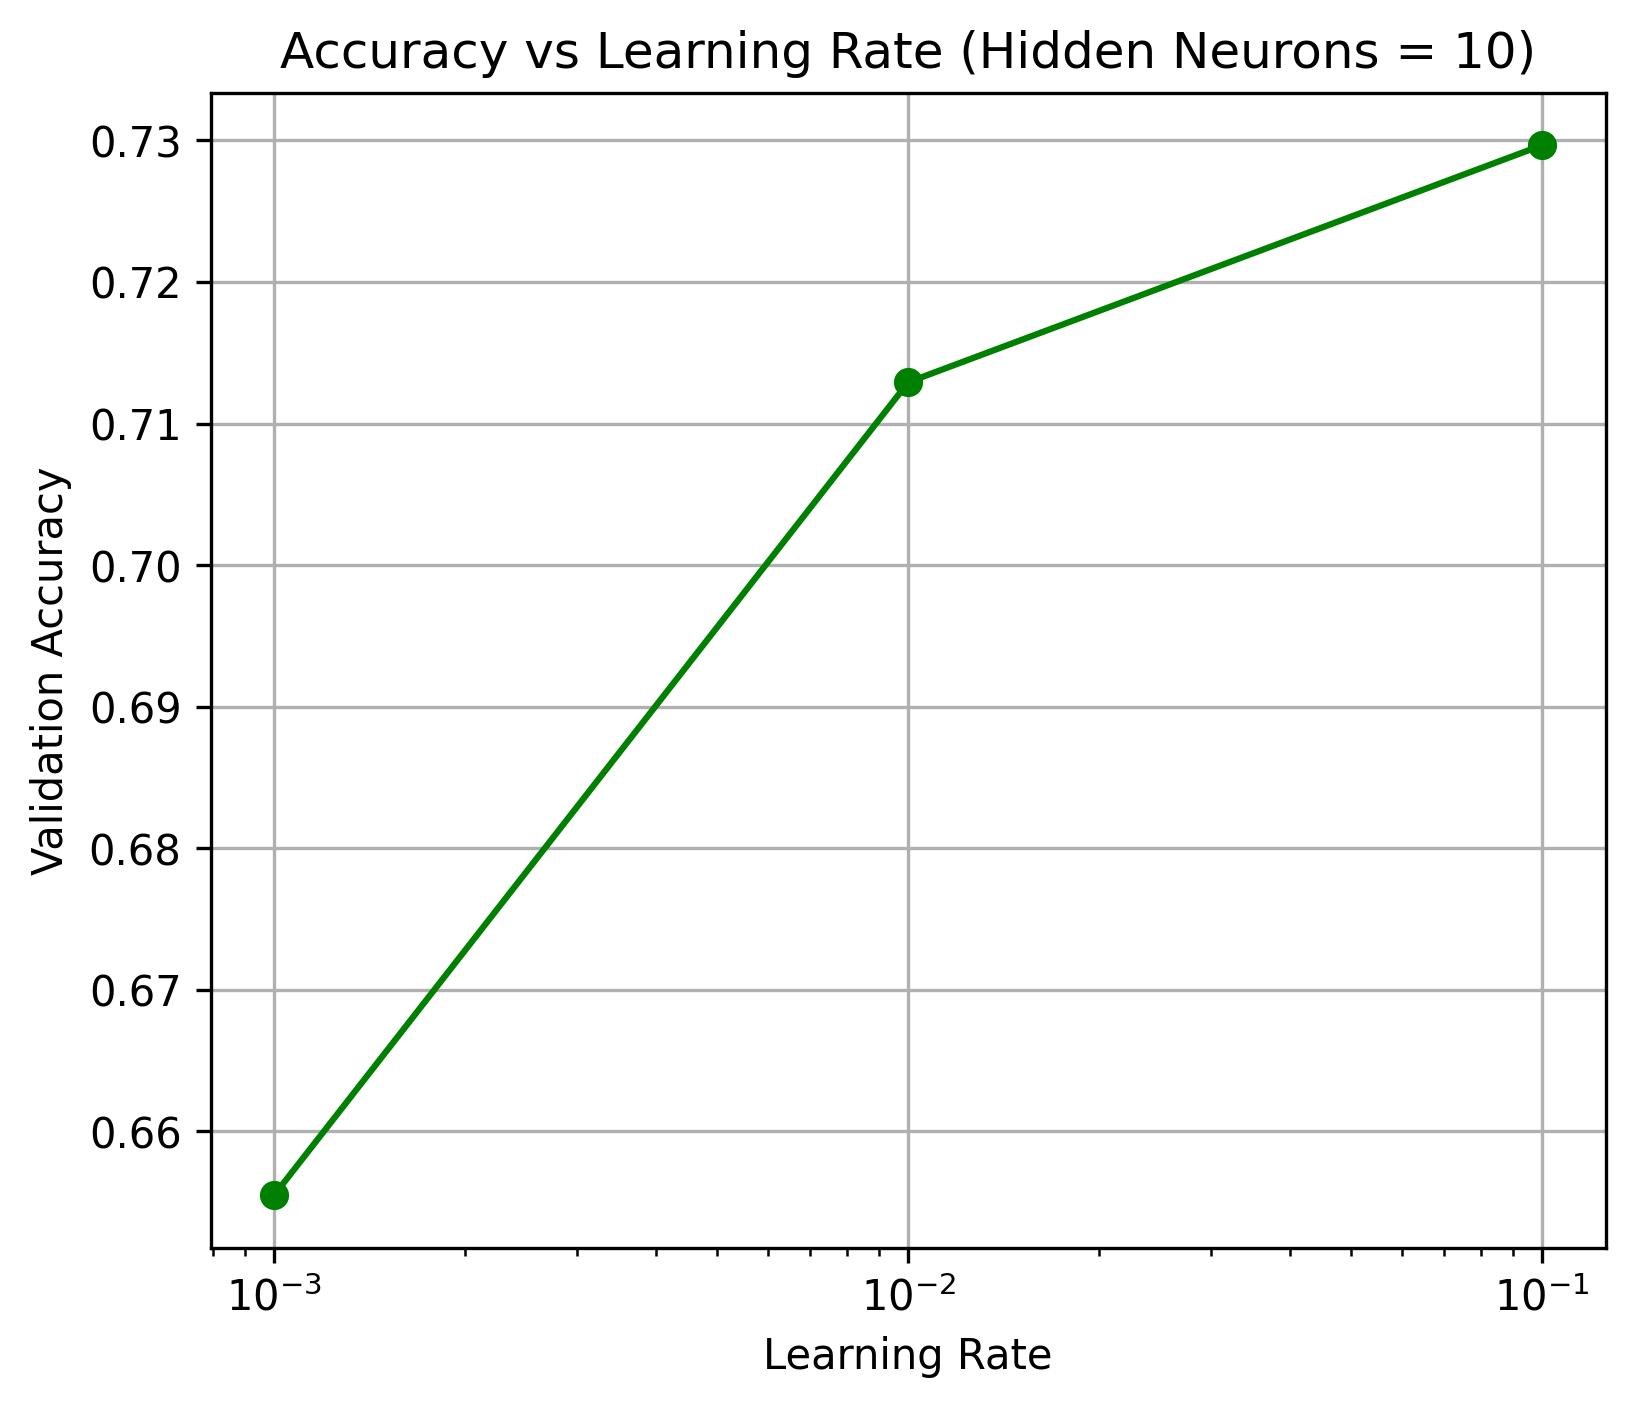 Accuracy vs Learning Rate (Hidden Neurons = 10)
0.73
0.72
0.71
0.70
0.69
0.68
0.67
0.66
Validation Accuracy
10⁻³ 10⁻² 10⁻¹
Learning Rate